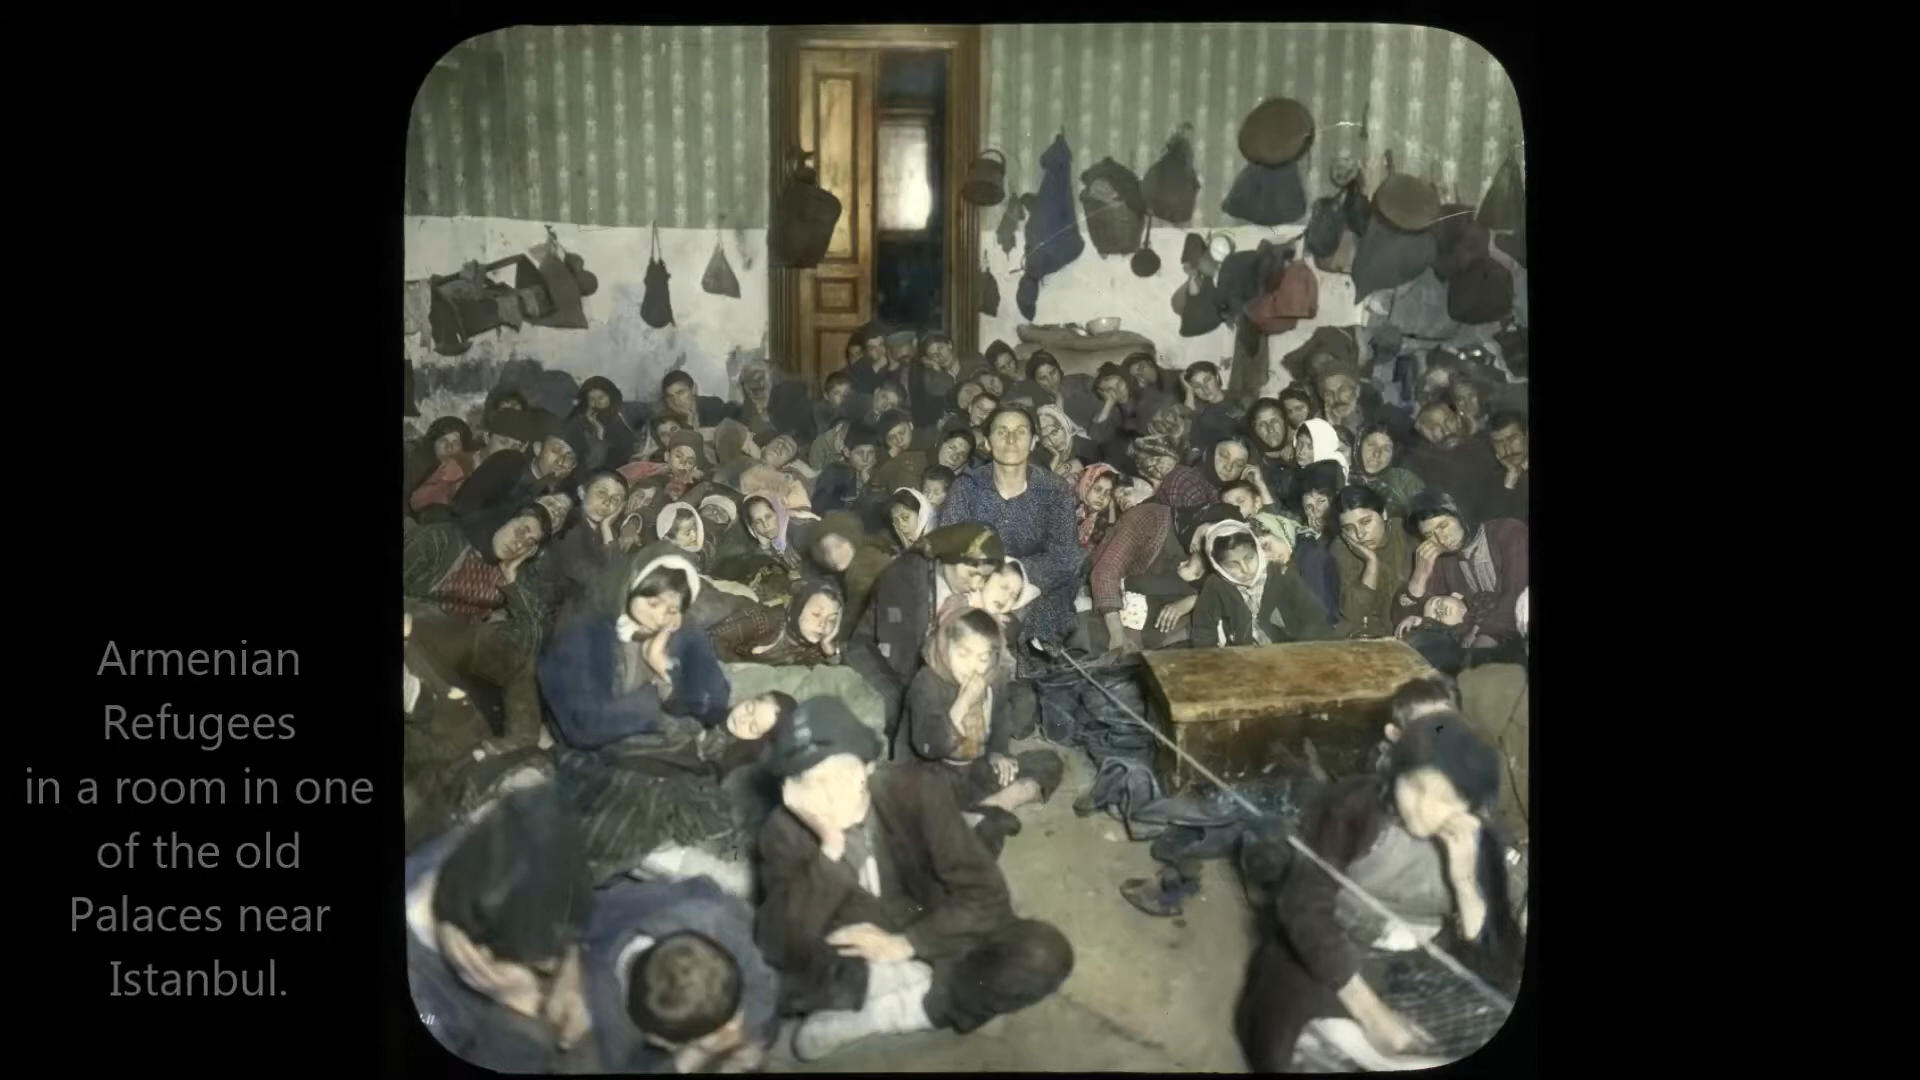 Armenian
Refugees
in a room in one
of the old
Palaces near
Istanbul.